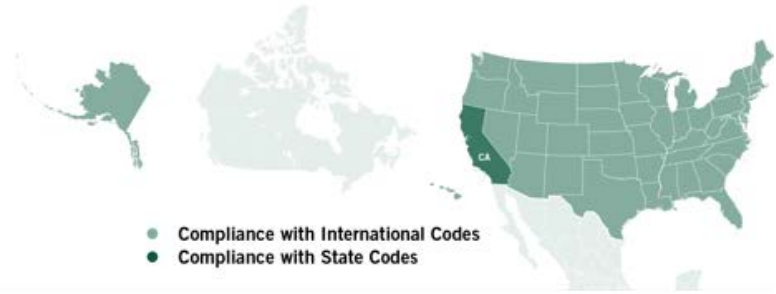 CA
Compliance with International Codes
Compliance with State Codes